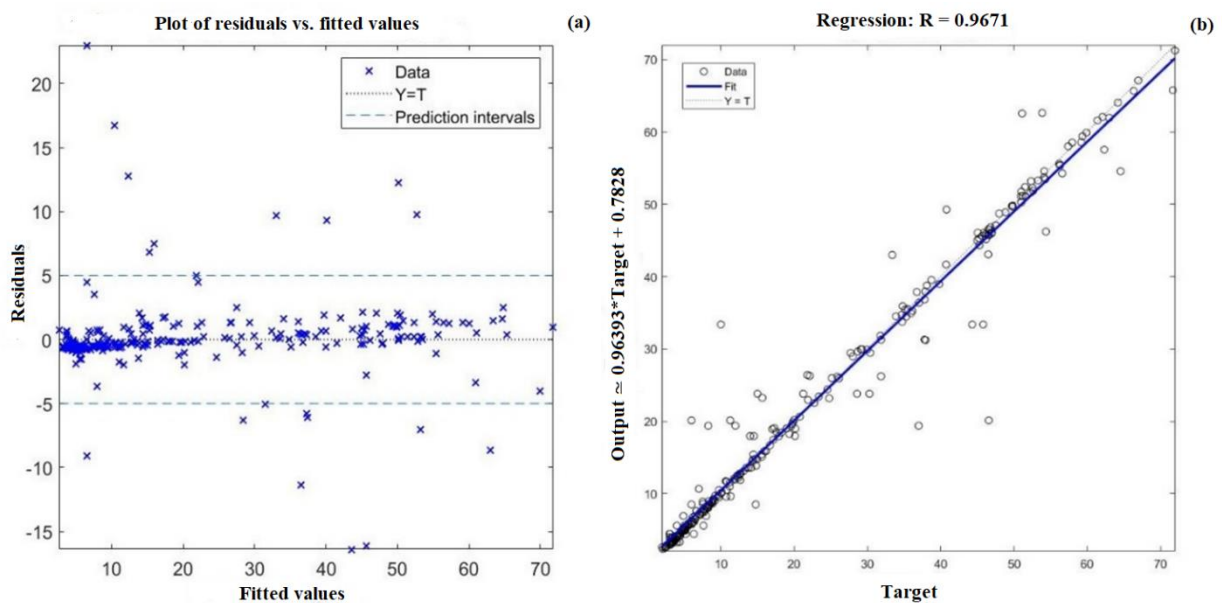 Plot of residuals vs. fitted values
(a)
Data
Y=T
Prediction intervals
20
15
10
5
0
-5
-10
-15
Residuals
10
20
30
40
50
60
70
Fitted values
Regression: R = 0.9671
(b)
Data
Fit
Y = T
70
60
50
40
30
20
10
Output ≃ 0.96393*Target + 0.7828
10
20
30
40
50
60
70
Target